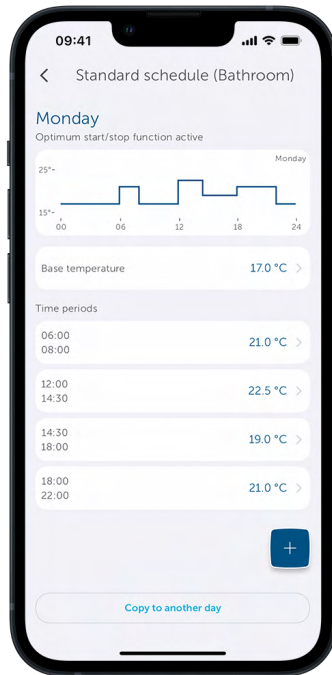 09:41
Standard schedule (Bathroom)
Monday
Optimum start/stop function active
Monday
25°-
15°-
00 06 12 18 24
Base temperature 17.0 °C
Time periods
06:00
08:00
21.0 °C
12:00
14:30
22.5 °C
14:30
18:00
19.0 °C
18:00
22:00
21.0 °C
+
Copy to another day